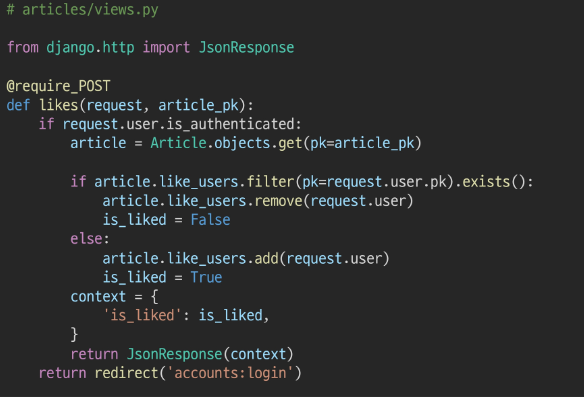 # articles/views.py

from django.http import JsonResponse

@require_POST
def likes(request, article_pk):
    if request.user.is_authenticated:
        article = Article.objects.get(pk=article_pk)

        if article.like_users.filter(pk=request.user.pk).exists():
            article.like_users.remove(request.user)
            is_liked = False
        else:
            article.like_users.add(request.user)
            is_liked = True
        context = {
            'is_liked': is_liked,
        }
        return JsonResponse(context)
    return redirect('accounts:login')